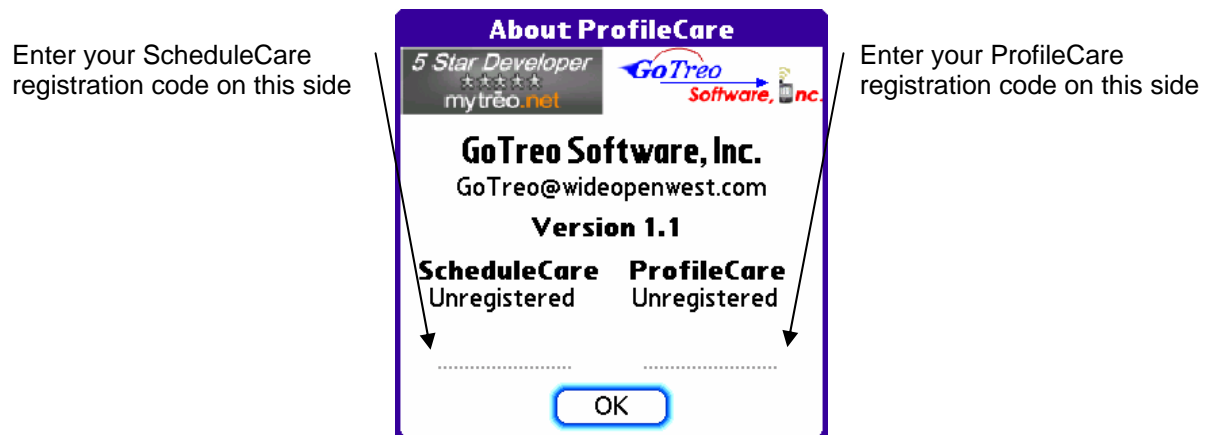 Enter your ScheduleCare
registration code on this side
About ProfileCare
5 Star Developer
mytrēo.net
GoTreo
Software, Inc.
GoTreo Software, Inc.
GoTreo@wideopenwest.com
Version 1.1
ScheduleCare ProfileCare
Unregistered Unregistered
OK
Enter your ProfileCare
registration code on this side